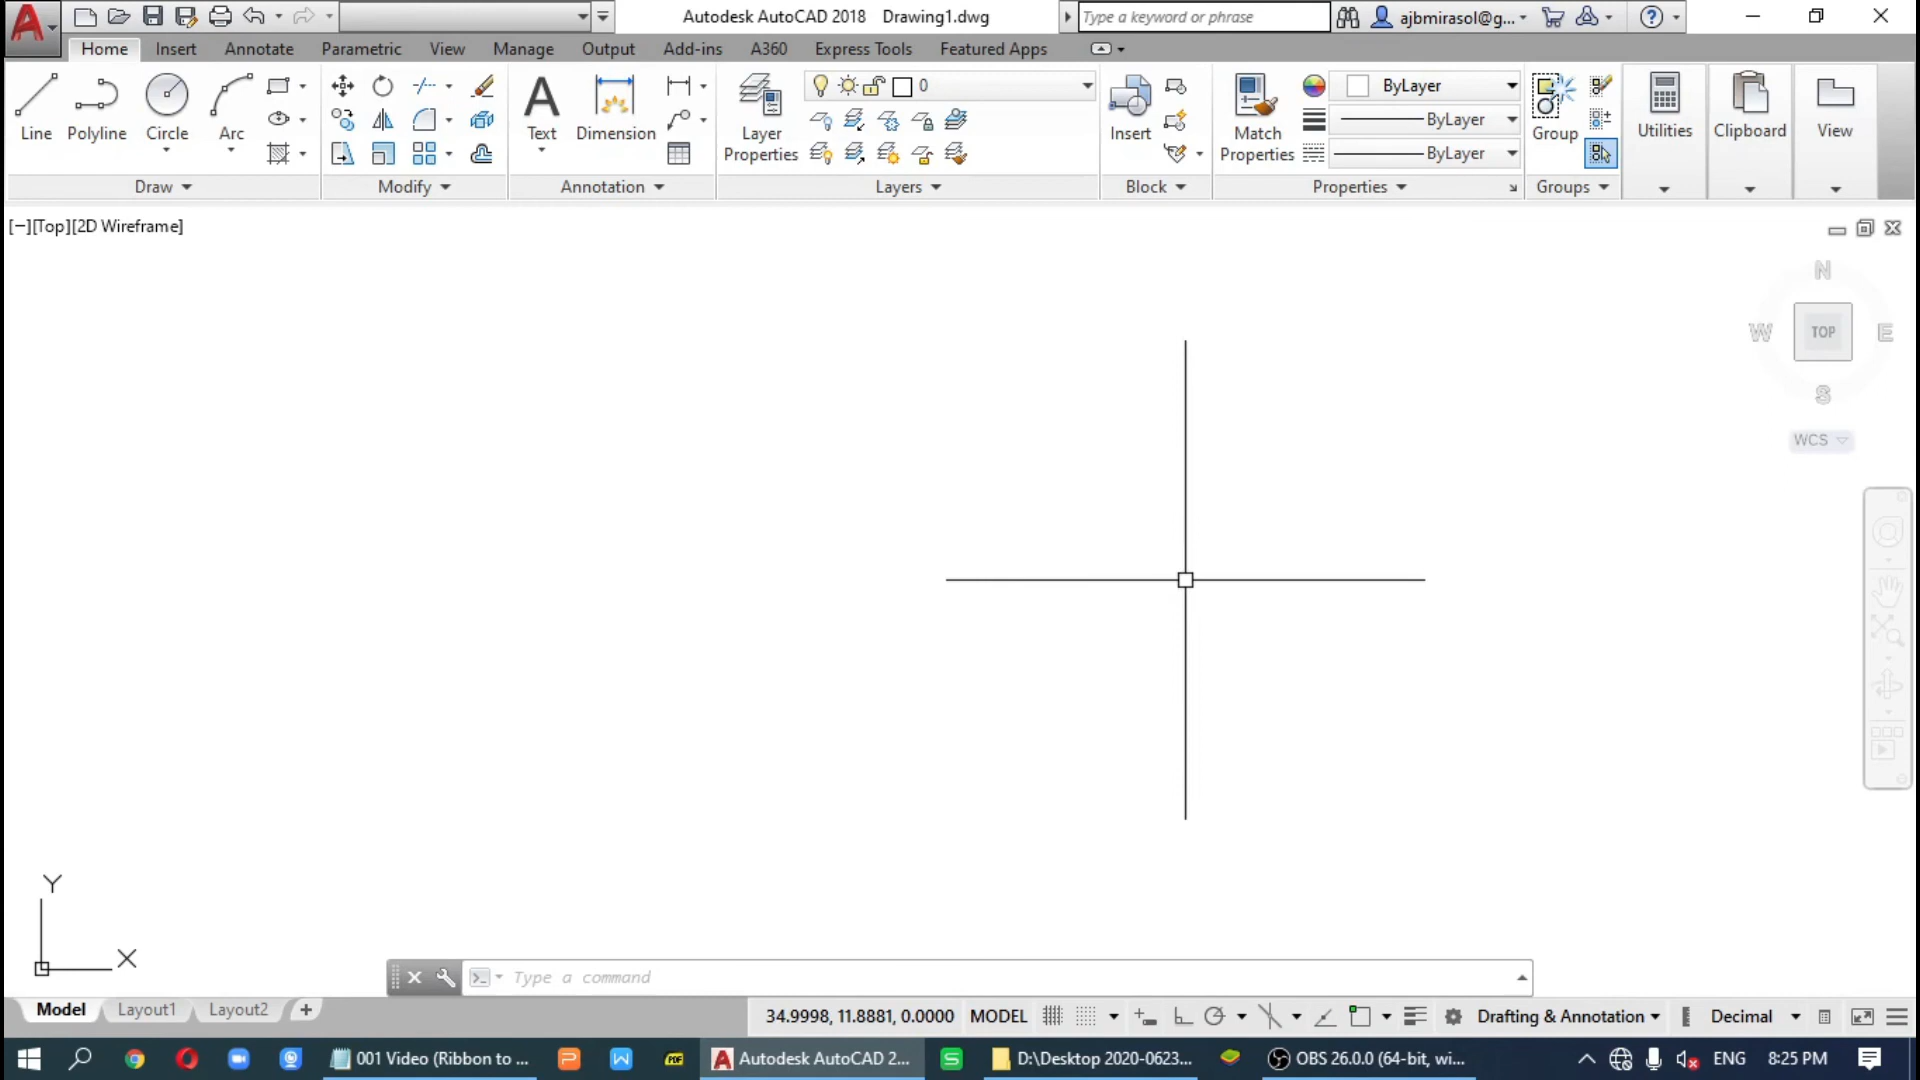 Autodesk AutoCAD 2018 Drawing1.dwg
Type a keyword or phrase
ajbmirasol@g...
Home Insert Annotate Parametric View Manage Output Add-ins A360 Express Tools Featured Apps
Line Polyline Circle Arc
Text Dimension
Layer Properties
0
Insert
Match Properties
ByLayer
ByLayer
ByLayer
Group
Utilities Clipboard View
Draw Modify Annotation Layers Block Properties Groups
[−][Top][2D Wireframe]
N
W TOP E
S
WCS
Y
X
Type a command
Model Layout1 Layout2 +
34.9998, 11.8881, 0.0000 MODEL Drafting & Annotation Decimal
001 Video (Ribbon to ... Autodesk AutoCAD 2... D:\Desktop 2020-0623... OBS 26.0.0 (64-bit, wi... ENG 8:25 PM